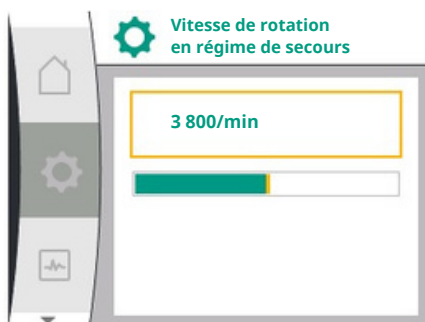 Vitesse de rotation
en régime de secours
3 800/min